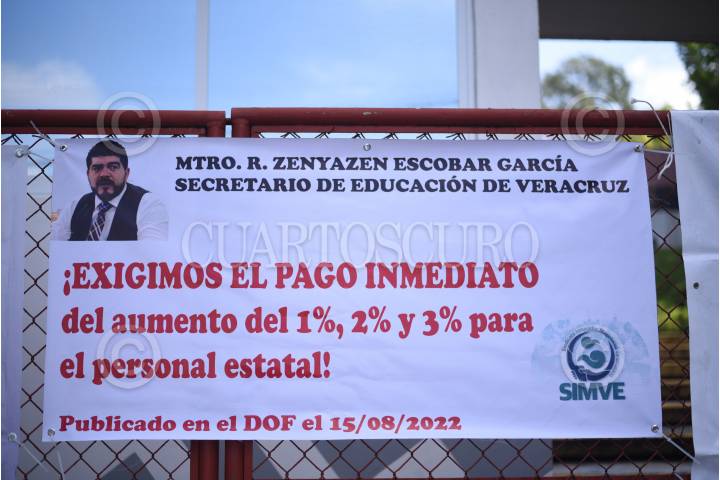 MTRO. R. ZENYAZEN ESCOBAR GARCÍA
SECRETARIO DE EDUCACIÓN DE VERACRUZ
CUARTOSCURO
¡EXIGIMOS EL PAGO INMEDIATO
del aumento del 1%, 2% y 3% para
el personal estatal!
SIMVE
Publicado en el DOF el 15/08/2022